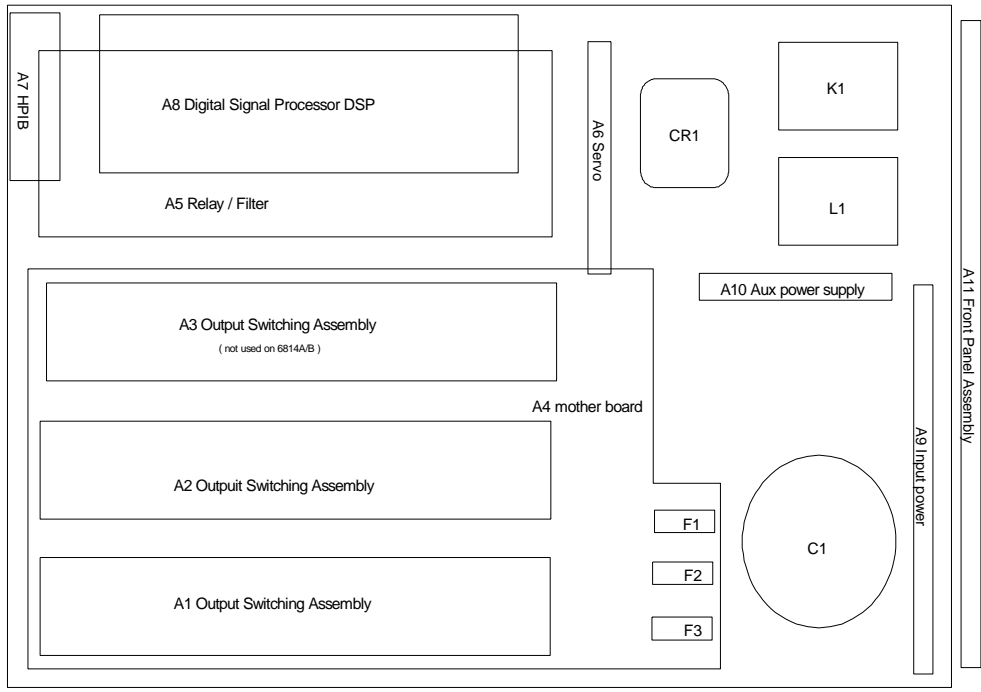 A7 HPIB
A8 Digital Signal Processor DSP
A5 Relay / Filter
A6 Servo
CR1
K1
L1
A10 Aux power supply
A11 Front Panel Assembly
A3 Output Switching Assembly
( not used on 6814A/B )
A4 mother board
A9 Input power
A2 Outpuit Switching Assembly
F1
C1
F2
A1 Output Switching Assembly
F3